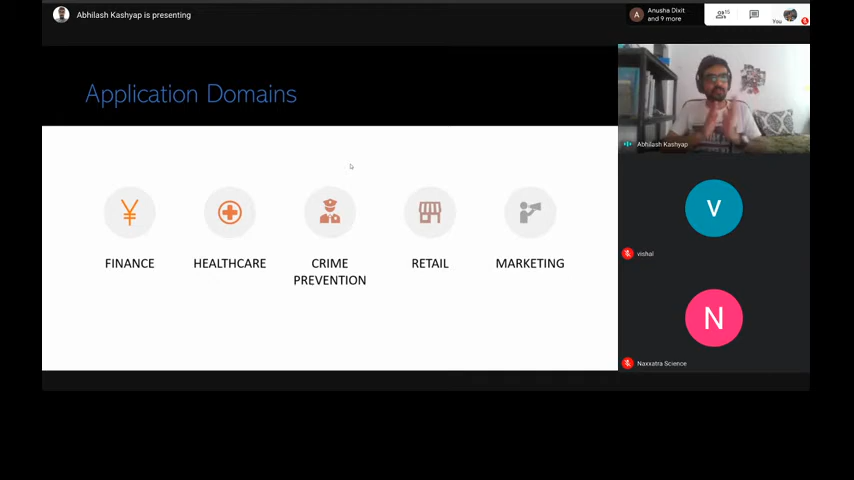 Abhilash Kashyap is presenting
A
Anusha Dixit
and 9 more
10
You
Application Domains
¥
FINANCE
HEALTHCARE
CRIME
PREVENTION
RETAIL
MARKETING
Abhilash Kashyap
V
vishal
N
Naxxatra Science